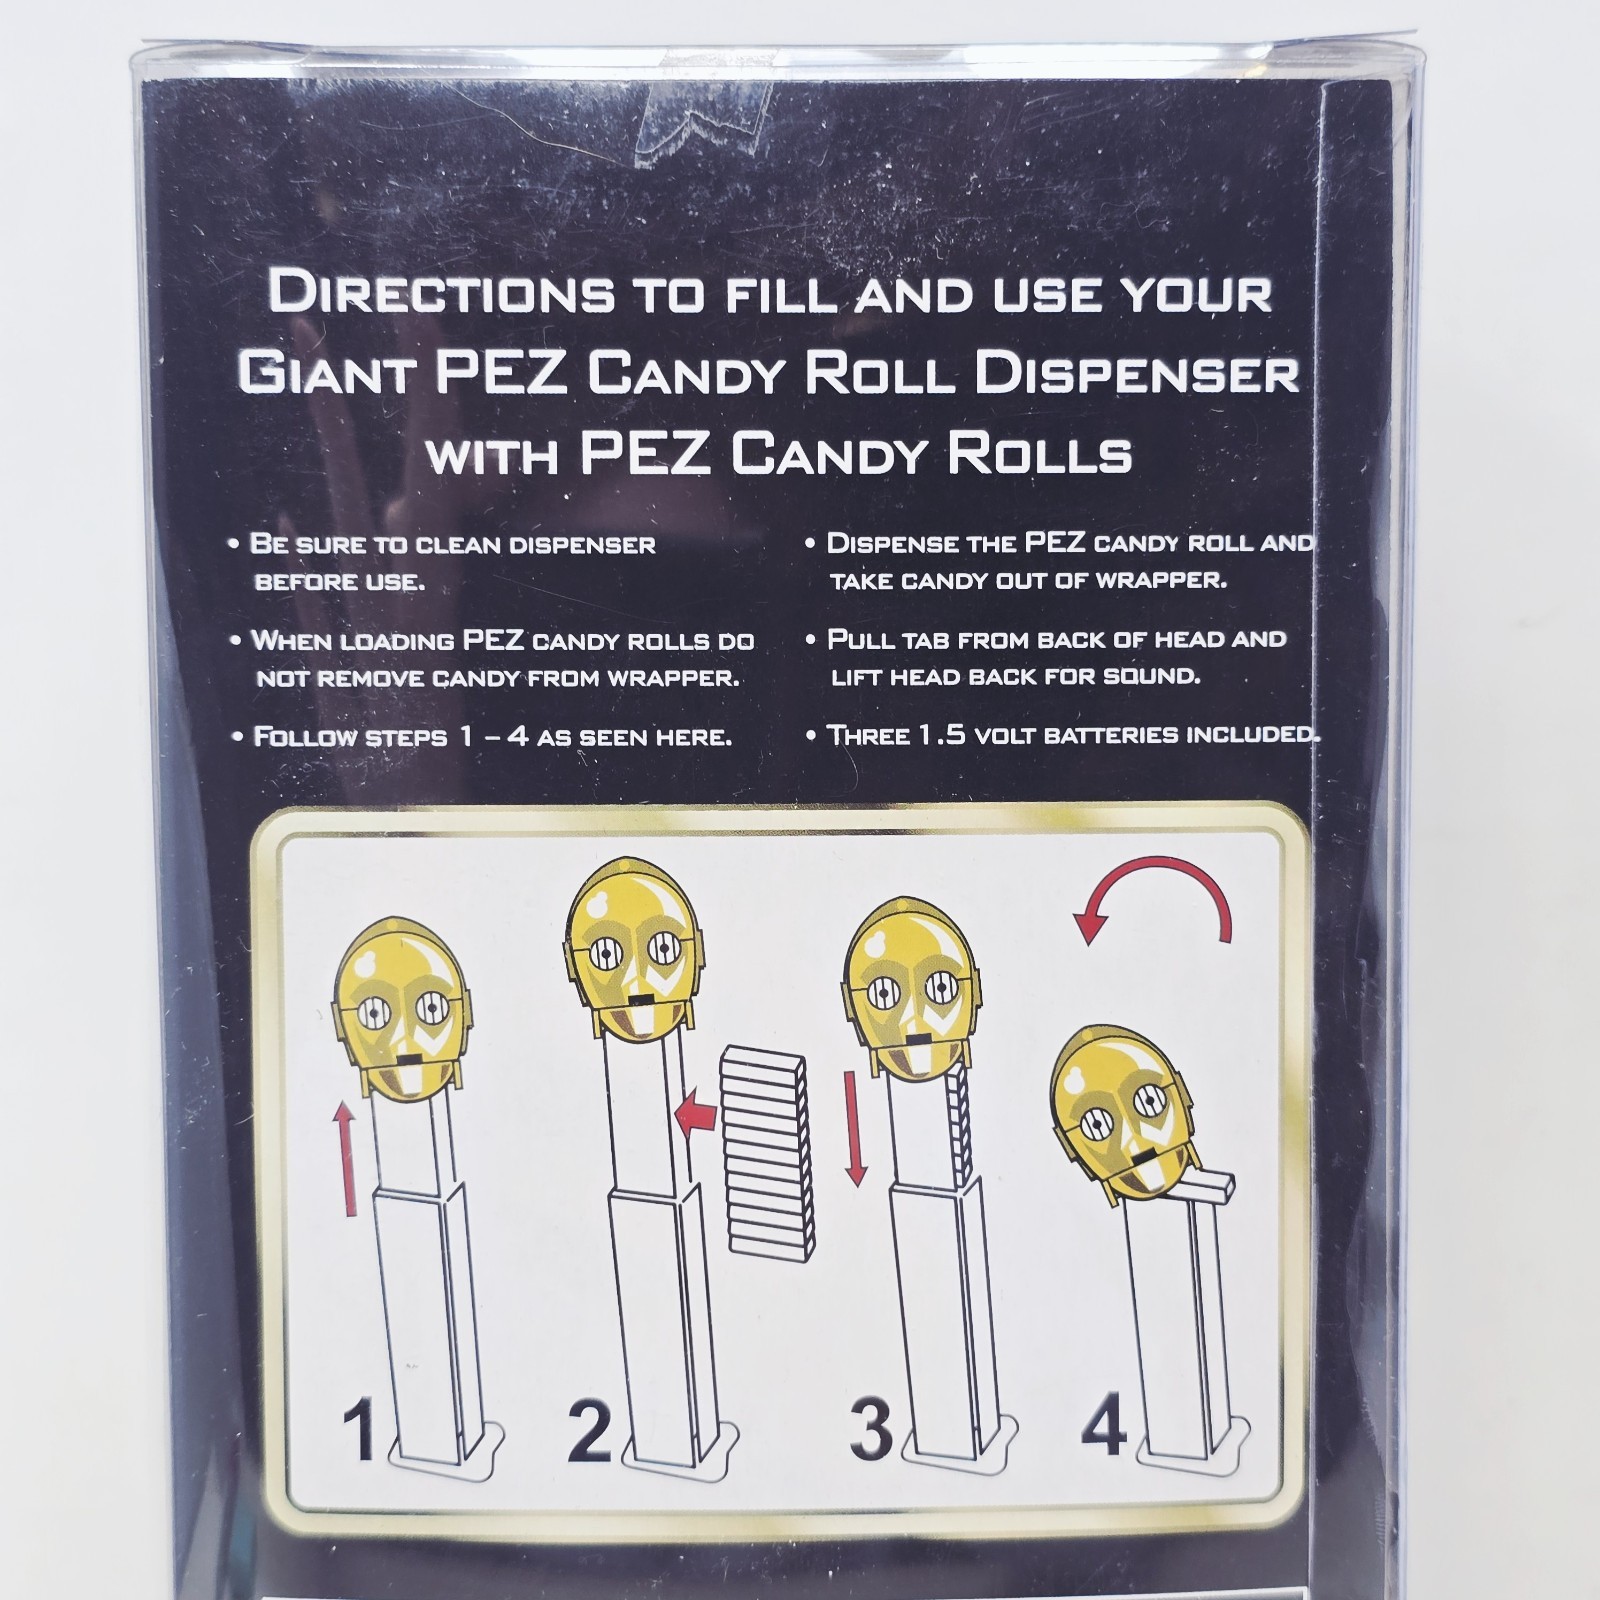 DIRECTIONS TO FILL AND USE YOUR
GIANT PEZ CANDY ROLL DISPENSER
WITH PEZ CANDY ROLLS
• BE SURE TO CLEAN DISPENSER
BEFORE USE.
• WHEN LOADING PEZ CANDY ROLLS DO
NOT REMOVE CANDY FROM WRAPPER.
• FOLLOW STEPS 1 – 4 AS SEEN HERE.
• DISPENSE THE PEZ CANDY ROLL AND
TAKE CANDY OUT OF WRAPPER.
• PULL TAB FROM BACK OF HEAD AND
LIFT HEAD BACK FOR SOUND.
• THREE 1.5 VOLT BATTERIES INCLUDED.
1
2
3
4